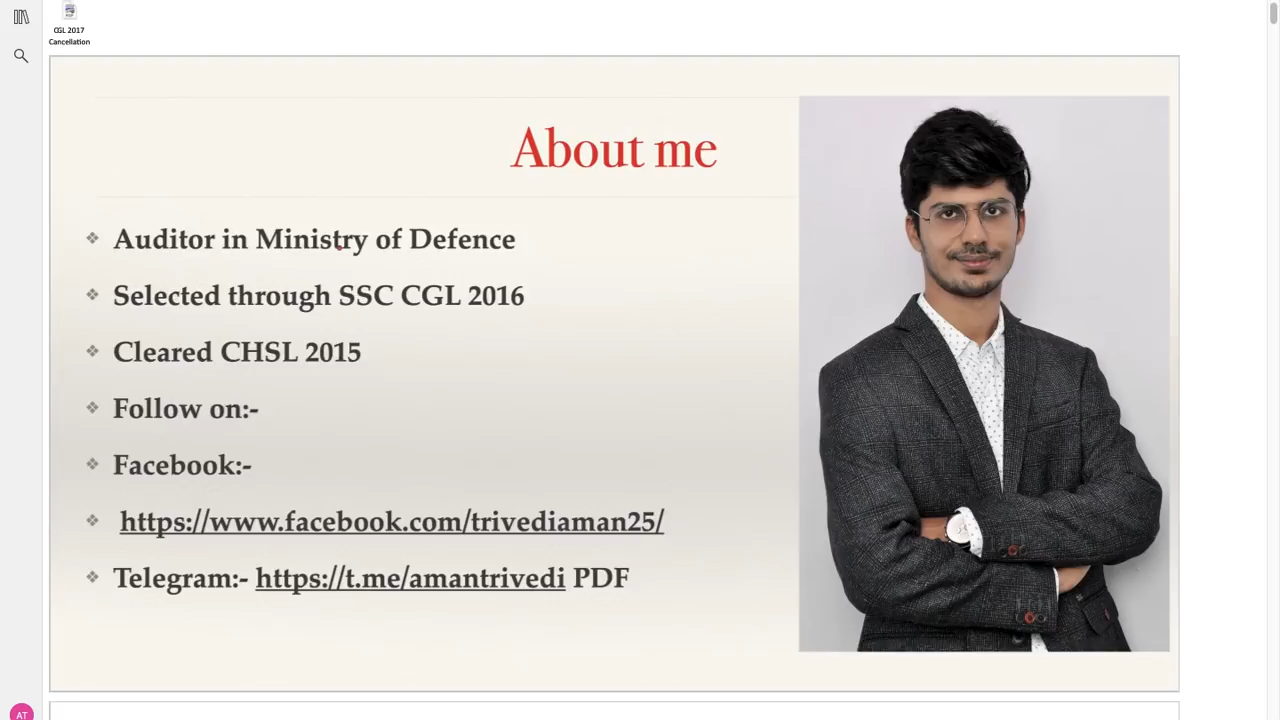 CGL 2017
Cancellation
About me
Auditor in Ministry of Defence
Selected through SSC CGL 2016
Cleared CHSL 2015
Follow on:-
Facebook:-
https://www.facebook.com/trivediaman25/
Telegram:- https://t.me/amantrivedi PDF
AT